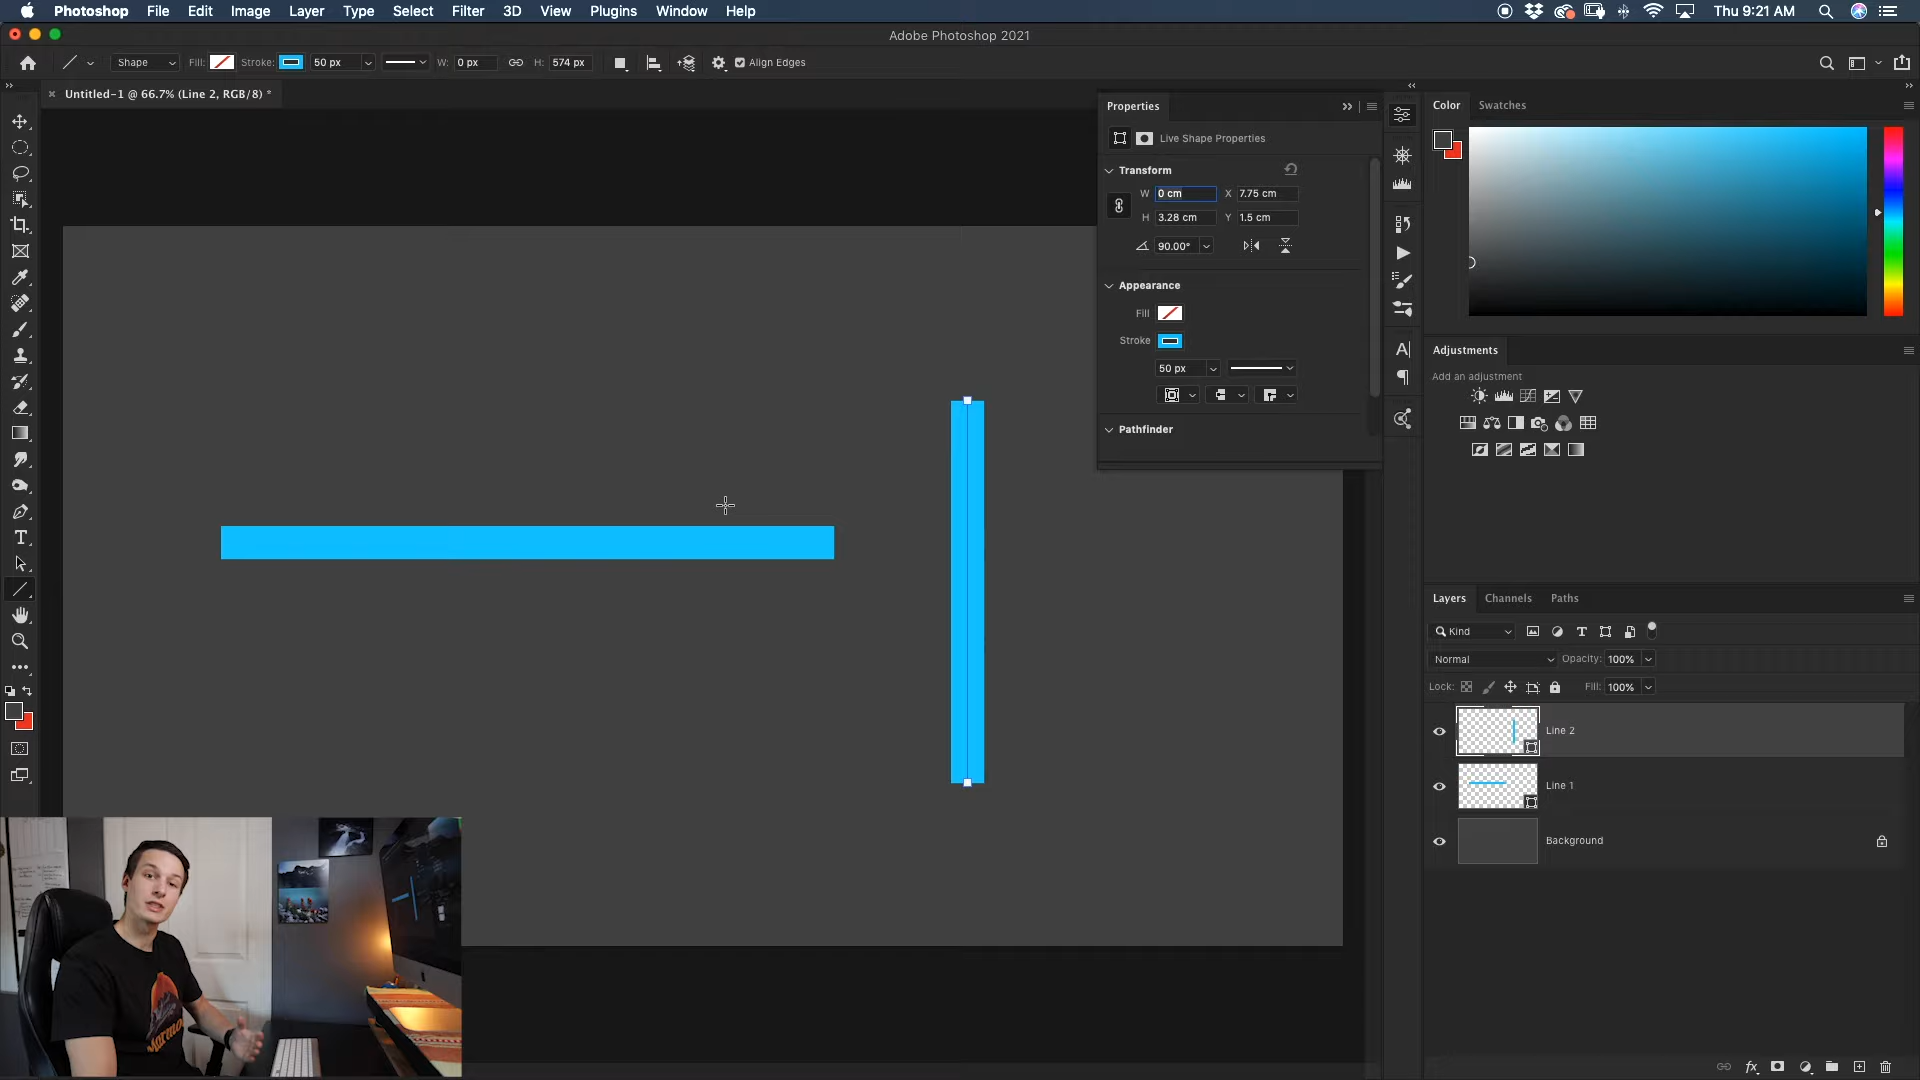 Photoshop File Edit Image Layer Type Select Filter 3D View Plugins Window Help Thu 9:21 AM
Adobe Photoshop 2021
Shape Fill: Stroke: 50 px W: 0 px H: 574 px Align Edges
Untitled-1 @ 66.7% (Line 2, RGB/8) *
Properties
Live Shape Properties
Transform
W 0 cm X 7.75 cm
H 3.28 cm Y 1.5 cm
90.00°
Appearance
Fill
Stroke
50 px
Pathfinder
Color Swatches
Adjustments
Add an adjustment
Layers Channels Paths
Kind
Normal Opacity: 100%
Lock: Fill: 100%
Line 2
Line 1
Background
Marmot